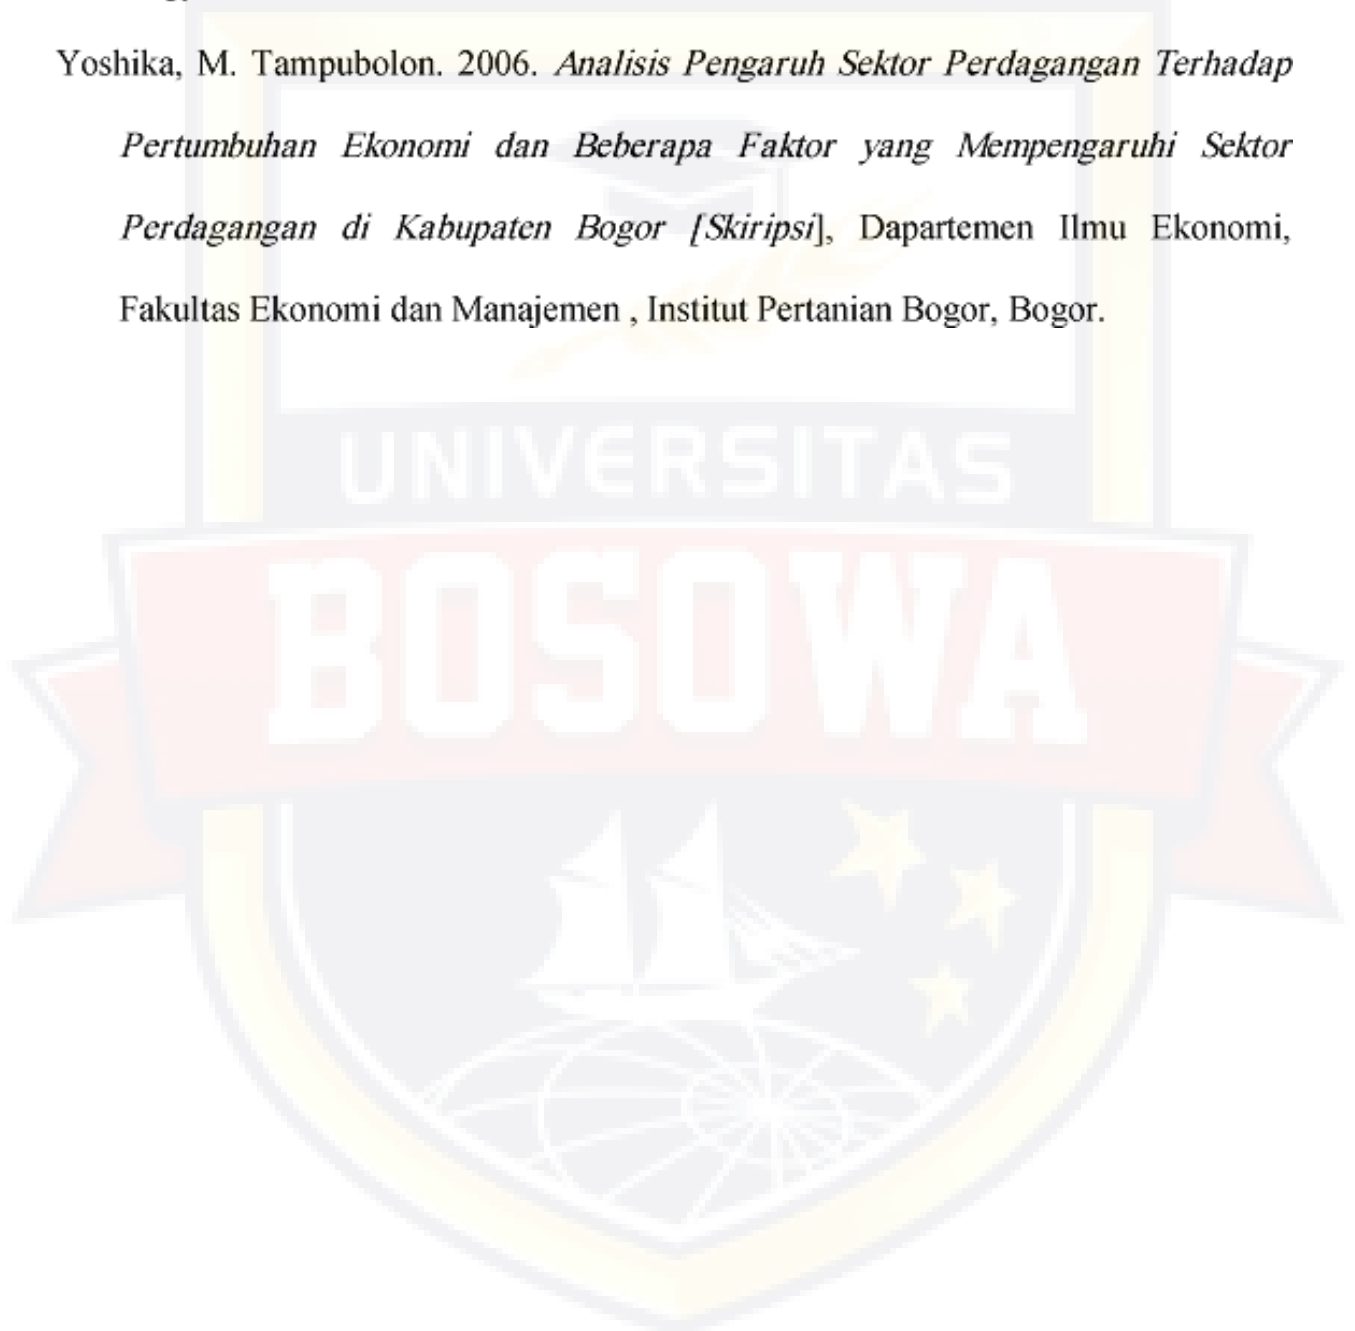 Yoshika, M. Tampubolon. 2006. Analisis Pengaruh Sektor Perdagangan Terhadap
Pertumbuhan Ekonomi dan Beberapa Faktor yang Mempengaruhi Sektor
Perdagangan di Kabupaten Bogor [Skiripsi], Dapartemen Ilmu Ekonomi,
Fakultas Ekonomi dan Manajemen , Institut Pertanian Bogor, Bogor.
UNIVERSITAS
BOSOWA